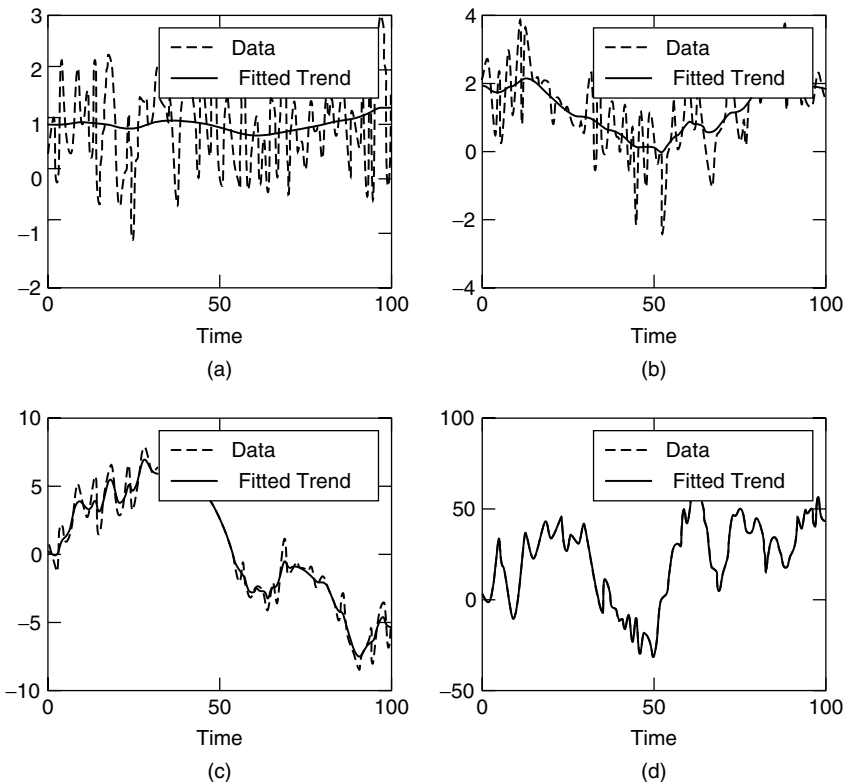 3
2
1
0
–1
–2
0
50
100
Time
(a)
Data
Fitted Trend
4
2
0
–2
–4
0
50
100
Time
(b)
Data
Fitted Trend
10
5
0
–5
–10
0
50
100
Time
(c)
Data
Fitted Trend
100
50
0
–50
0
50
100
Time
(d)
Data
Fitted Trend